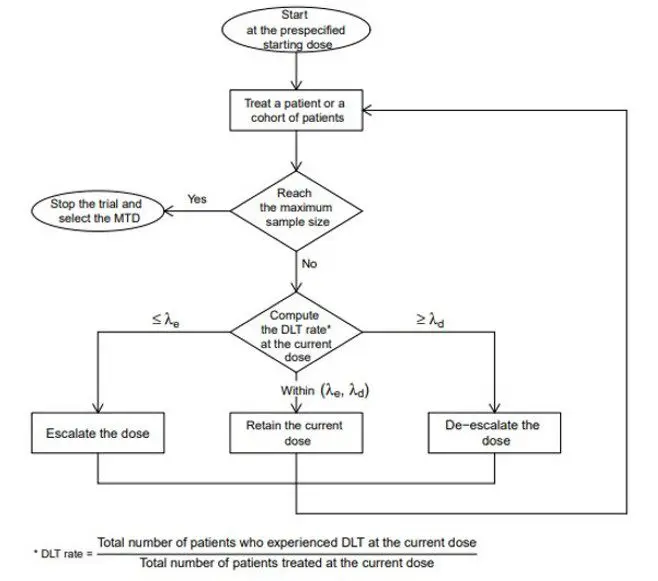 Start
at the prespecified
starting dose
Treat a patient or a
cohort of patients
Reach
the maximum
sample size
Yes
Stop the trial and
select the MTD
No
Compute
the DLT rate*
at the current
dose
≤ λe
≥ λd
Within (λe, λd)
Escalate the dose
Retain the current
dose
De−escalate the
dose
* DLT rate =
Total number of patients who experienced DLT at the current dose
Total number of patients treated at the current dose